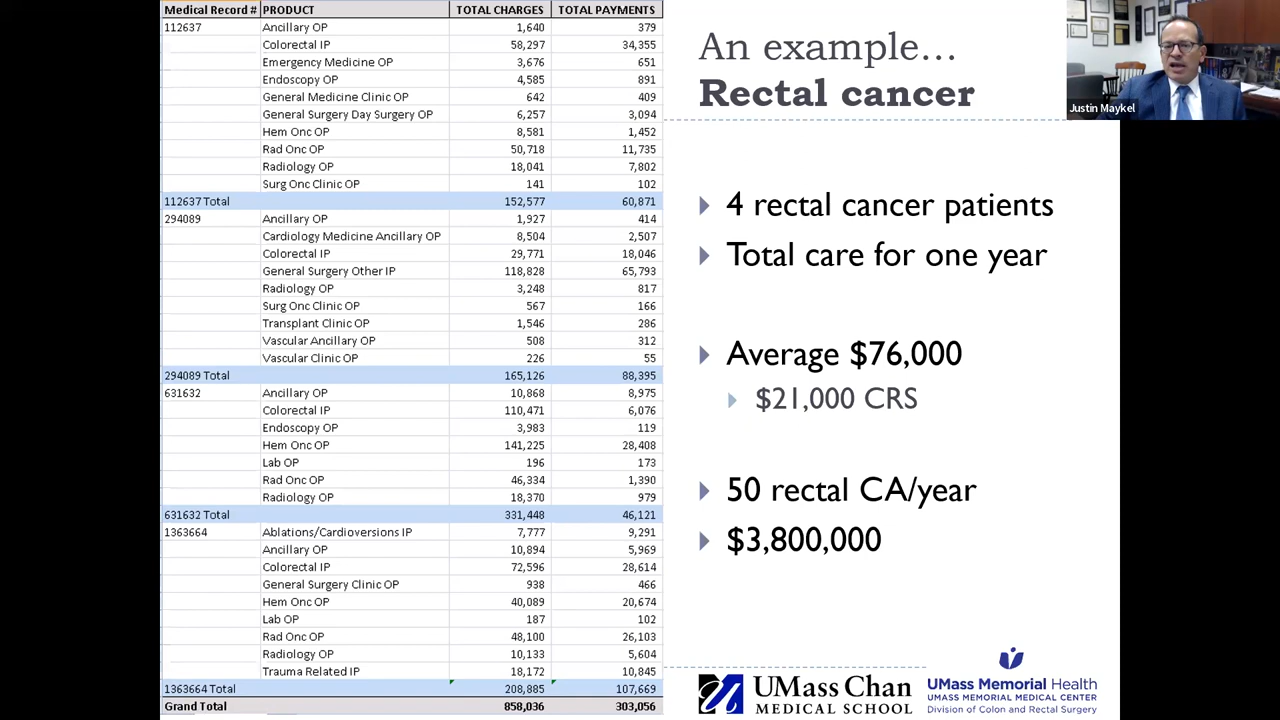 Medical Record # PRODUCT TOTAL CHARGES TOTAL PAYMENTS
112637 Ancillary OP 1,640 379
Colorectal IP 58,297 34,355
Emergency Medicine OP 3,676 651
Endoscopy OP 4,585 891
General Medicine Clinic OP 642 409
General Surgery Day Surgery OP 6,257 3,094
Hem Onc OP 8,581 1,452
Rad Onc OP 50,718 11,735
Radiology OP 18,041 7,802
Surg Onc Clinic OP 141 102
112637 Total 152,577 60,871
294089 Ancillary OP 1,927 414
Cardiology Medicine Ancillary OP 8,504 2,507
Colorectal IP 29,771 18,046
General Surgery Other IP 118,828 65,793
Radiology OP 3,248 817
Surg Onc Clinic OP 567 166
Transplant Clinic OP 1,546 286
Vascular Ancillary OP 508 312
Vascular Clinic OP 226 55
294089 Total 165,126 88,395
631632 Ancillary OP 10,868 8,975
Colorectal IP 110,471 6,076
Endoscopy OP 3,983 119
Hem Onc OP 141,225 28,408
Lab OP 196 173
Rad Onc OP 46,334 1,390
Radiology OP 18,370 979
631632 Total 331,448 46,121
1363664 Ablations/Cardioversions IP 7,777 9,291
Ancillary OP 10,894 5,969
Colorectal IP 72,596 28,614
General Surgery Clinic OP 938 466
Hem Onc OP 40,089 20,674
Lab OP 187 102
Rad Onc OP 48,100 26,103
Radiology OP 10,133 5,604
Trauma Related IP 18,172 10,845
1363664 Total 208,885 107,669
Grand Total 858,036 303,056
An example...
Rectal cancer
4 rectal cancer patients
Total care for one year
Average $76,000
$21,000 CRS
50 rectal CA/year
$3,800,000
UMass Chan
MEDICAL SCHOOL
UMass Memorial Health
UMASS MEMORIAL MEDICAL CENTER
Division of Colon and Rectal Surgery
Justin Maykel